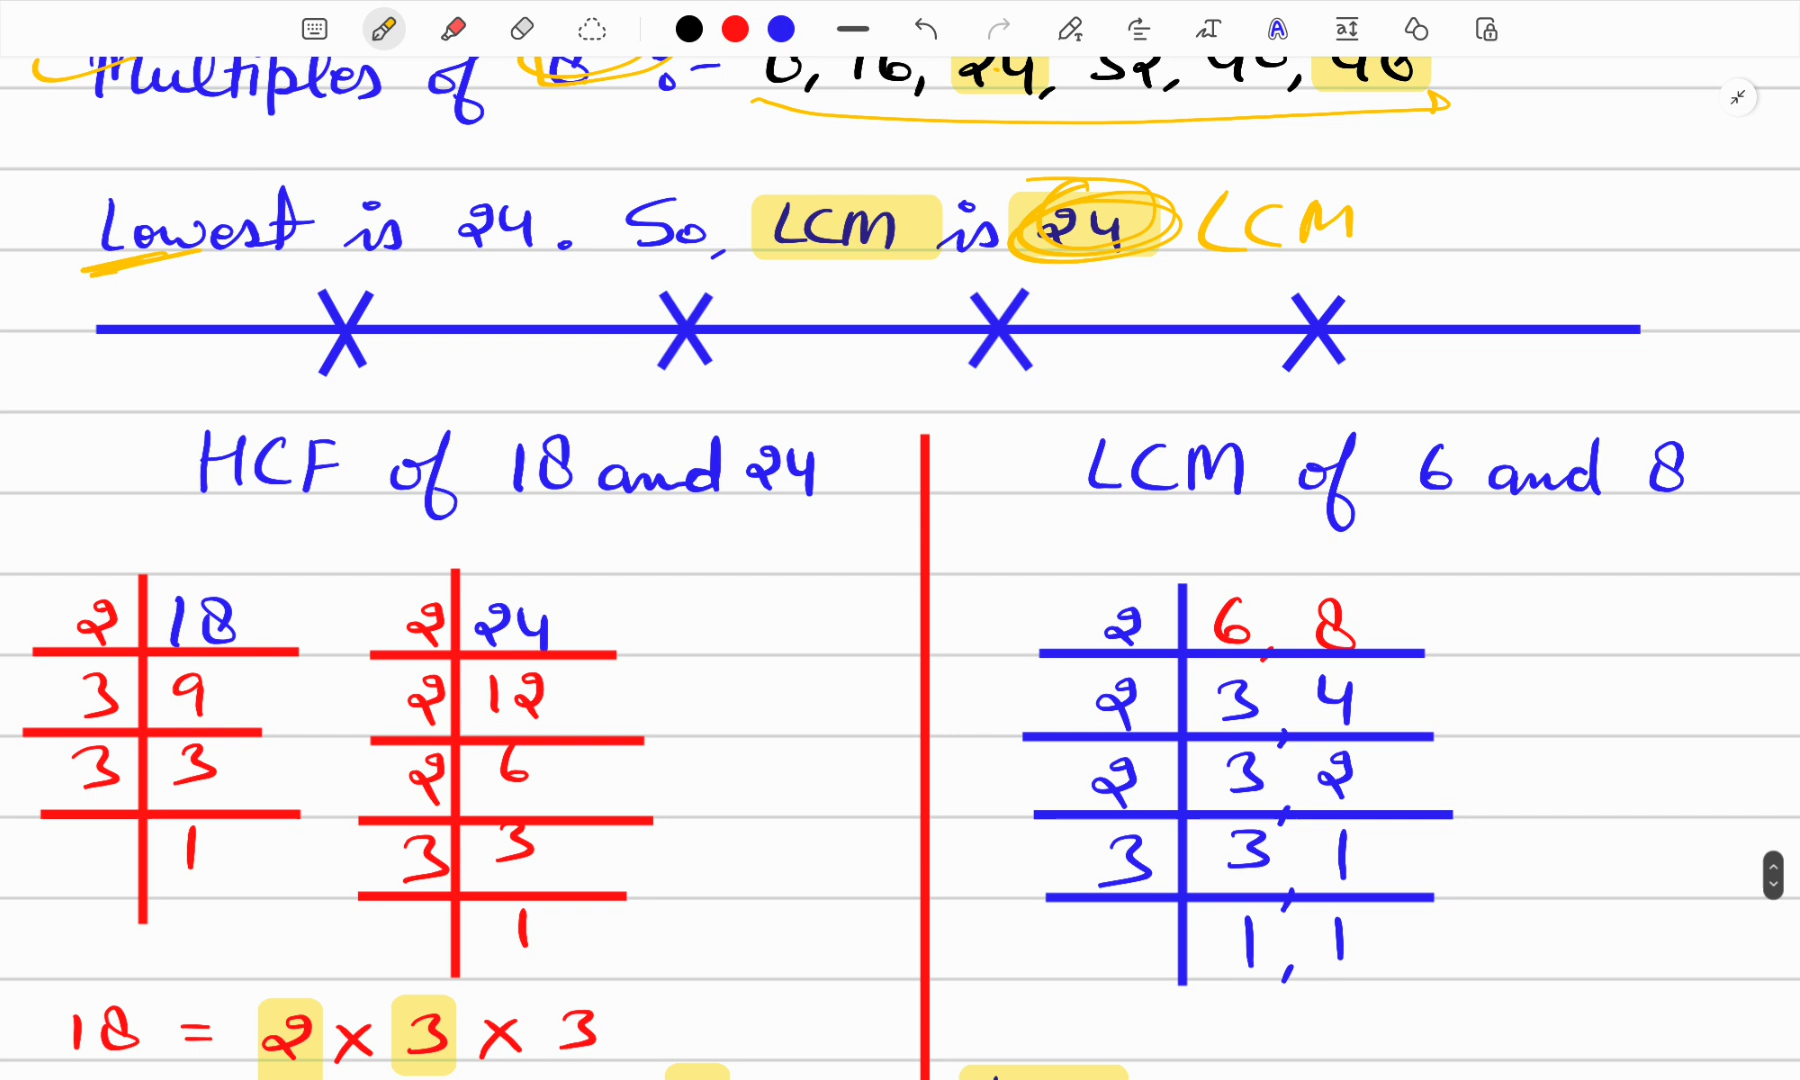 Multiples of 8 :- 8, 16, 24, 32, 40, 48
Lowest is 24. So, LCM is 24 LCM
HCF of 18 and 24
2 18
3 9
3 3
1
2 24
2 12
2 6
3 3
1
18 = 2 x 3 x 3
LCM of 6 and 8
2 6, 8
2 3, 4
2 3, 2
3 3, 1
1, 1